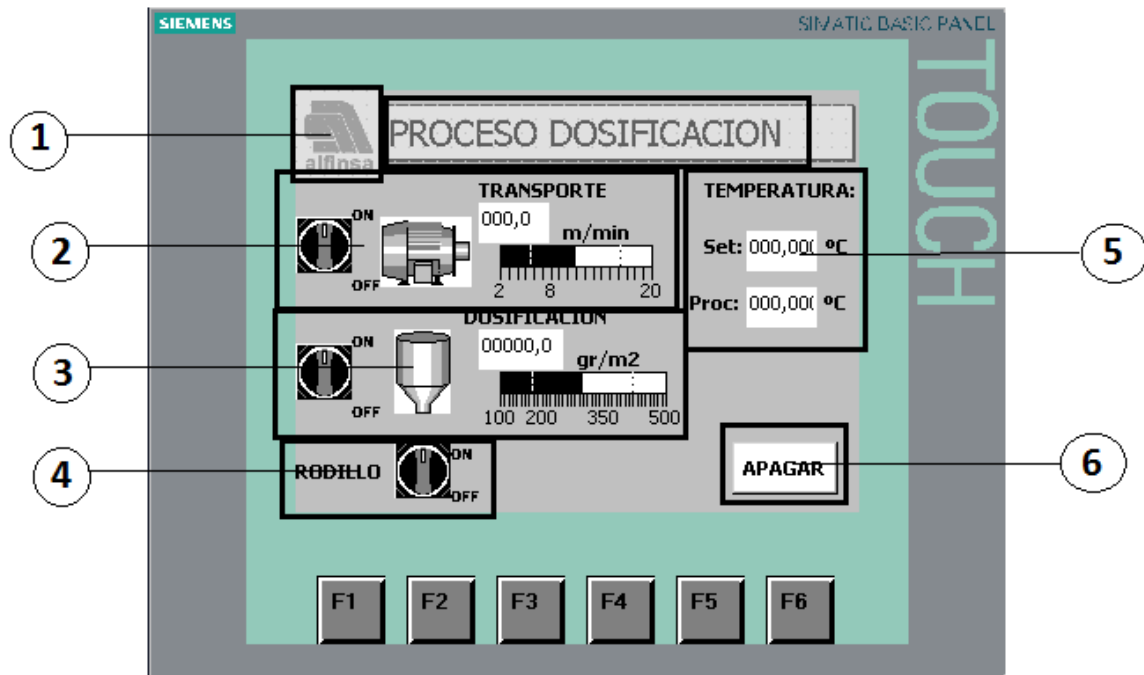 SIEMENS
SIMATIC BASIC PANEL
TOUCH
1
alfinsa
PROCESO DOSIFICACION
2
ON
OFF
TRANSPORTE
000,0
m/min
2 8 20
TEMPERATURA:
Set: 000,00( ºC
Proc: 000,00( ºC
5
3
ON
OFF
DOSIFICACION
00000,0
gr/m2
100 200 350 500
4
RODILLO
ON
OFF
APAGAR
6
F1 F2 F3 F4 F5 F6